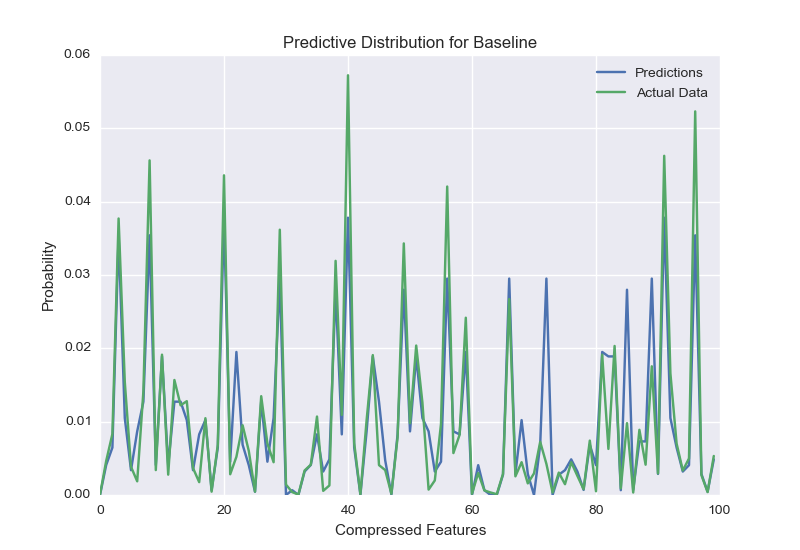 Predictive Distribution for Baseline
0.06
0.05
0.04
0.03
0.02
0.01
0.00
Probability
Predictions
Actual Data
0 20 40 60 80 100
Compressed Features